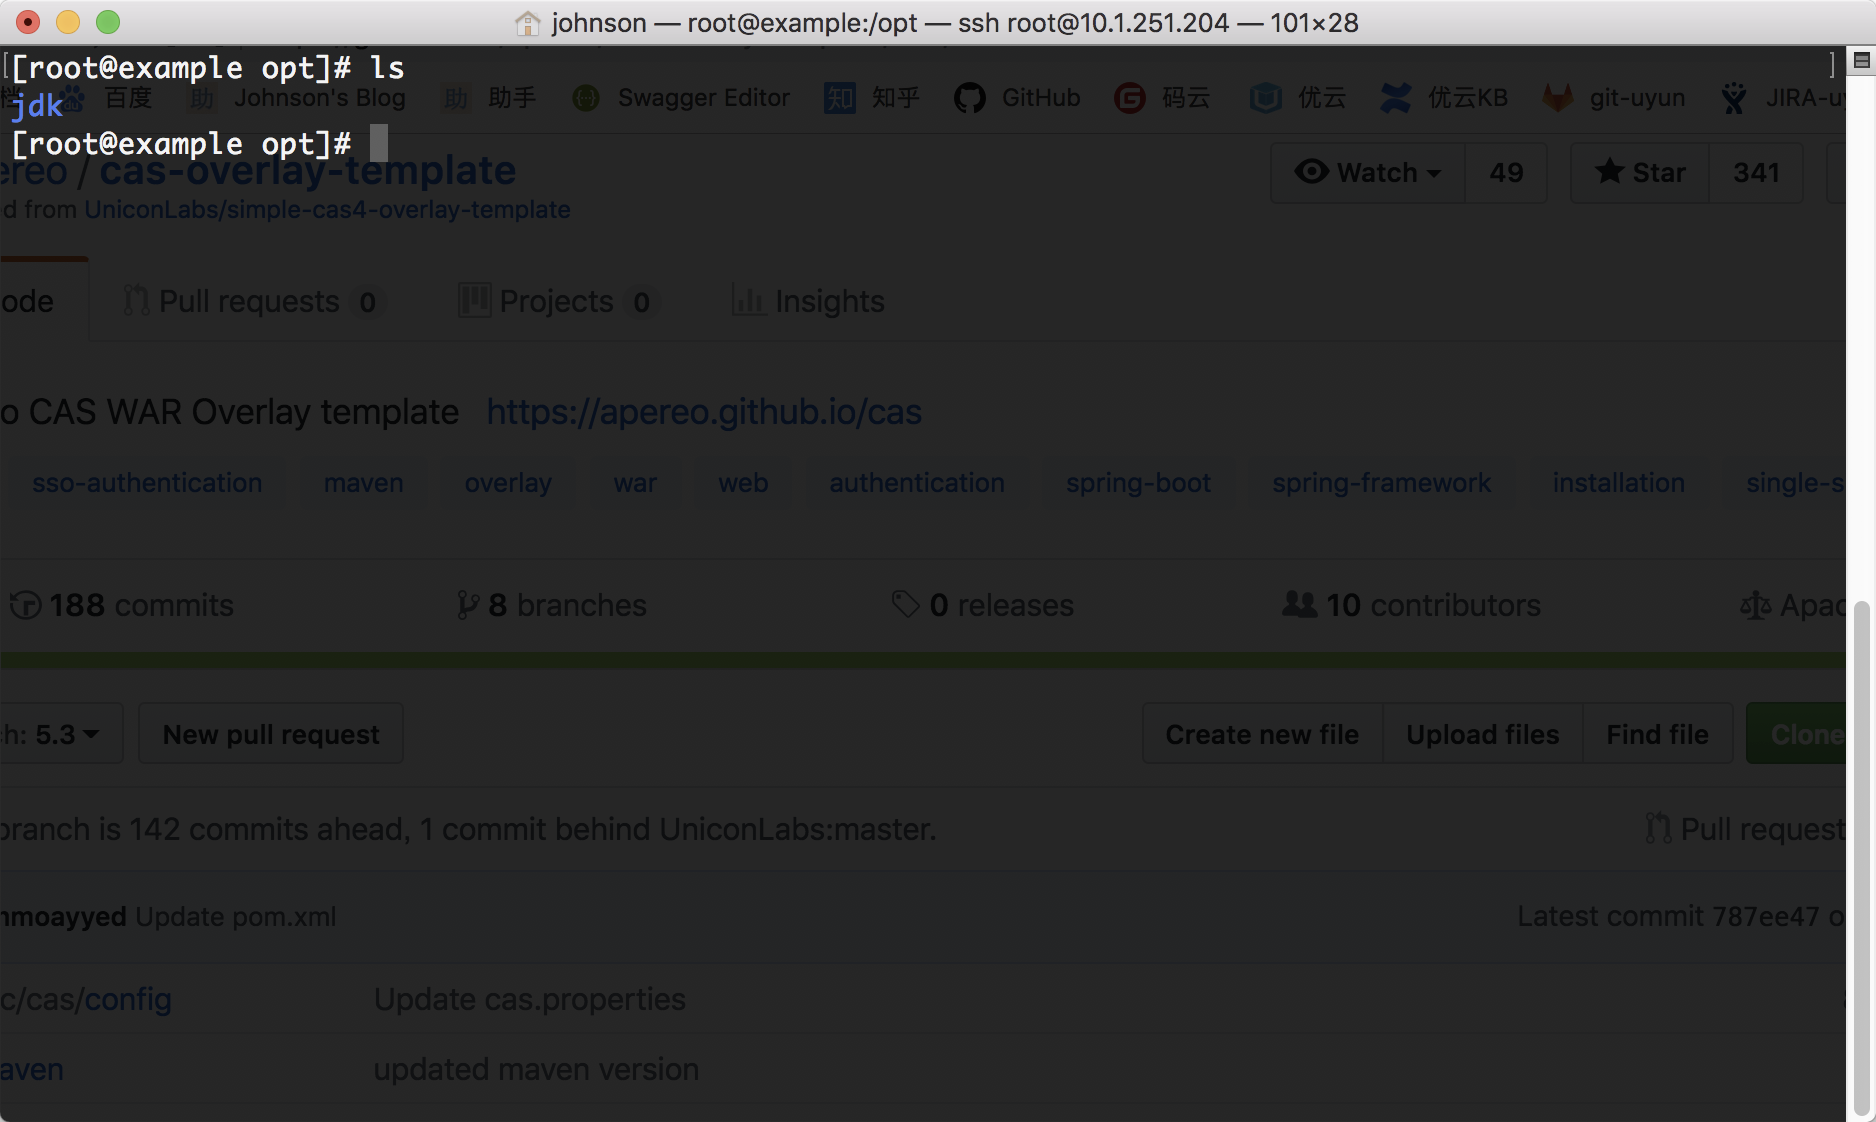 johnson — root@example:/opt — ssh root@10.1.251.204 — 101×28
[root@example opt]# ls
jdk
[root@example opt]#
档 百度 助 Johnson's Blog 助 助手 Swagger Editor 知 知乎 GitHub 码云 优云 优云KB git-uyun JIRA-uy
ereo / cas-overlay-template
Watch 49 Star 341
d from UniconLabs/simple-cas4-overlay-template
ode Pull requests 0 Projects 0 Insights
o CAS WAR Overlay template https://apereo.github.io/cas
sso-authentication maven overlay war web authentication spring-boot spring-framework installation single-s
188 commits 8 branches 0 releases 10 contributors Apac
h: 5.3 New pull request Create new file Upload files Find file Clone
branch is 142 commits ahead, 1 commit behind UniconLabs:master. Pull request
mmoayyed Update pom.xml Latest commit 787ee47 o
c/cas/config Update cas.properties
aven updated maven version